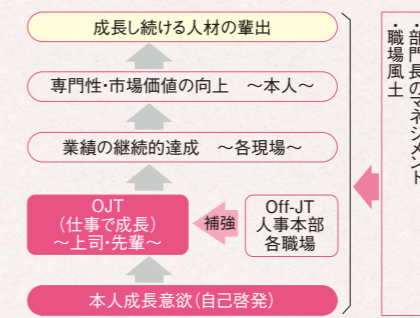 成長し続ける人材の輩出
専門性・市場価値の向上　～本人～
業績の継続的達成　～各現場～
OJT
（仕事で成長）
～上司・先輩～
補強
Off-JT
人事本部
各職場
本人成長意欲（自己啓発）
・部門長のマネジメント
・職場風土